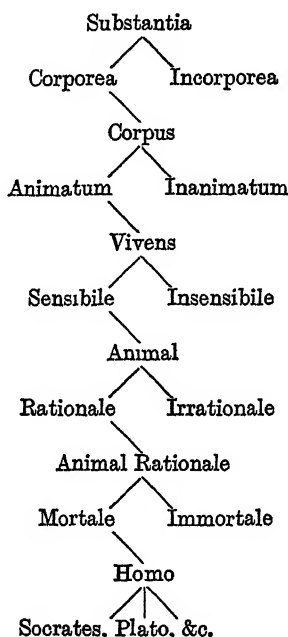 Substantia
Corporea Incorporea
Corpus
Animatum Inanimatum
Vivens
Sensibile Insensibile
Animal
Rationale Irrationale
Animal Rationale
Mortale Immortale
Homo
Socrates, Plato, &c.